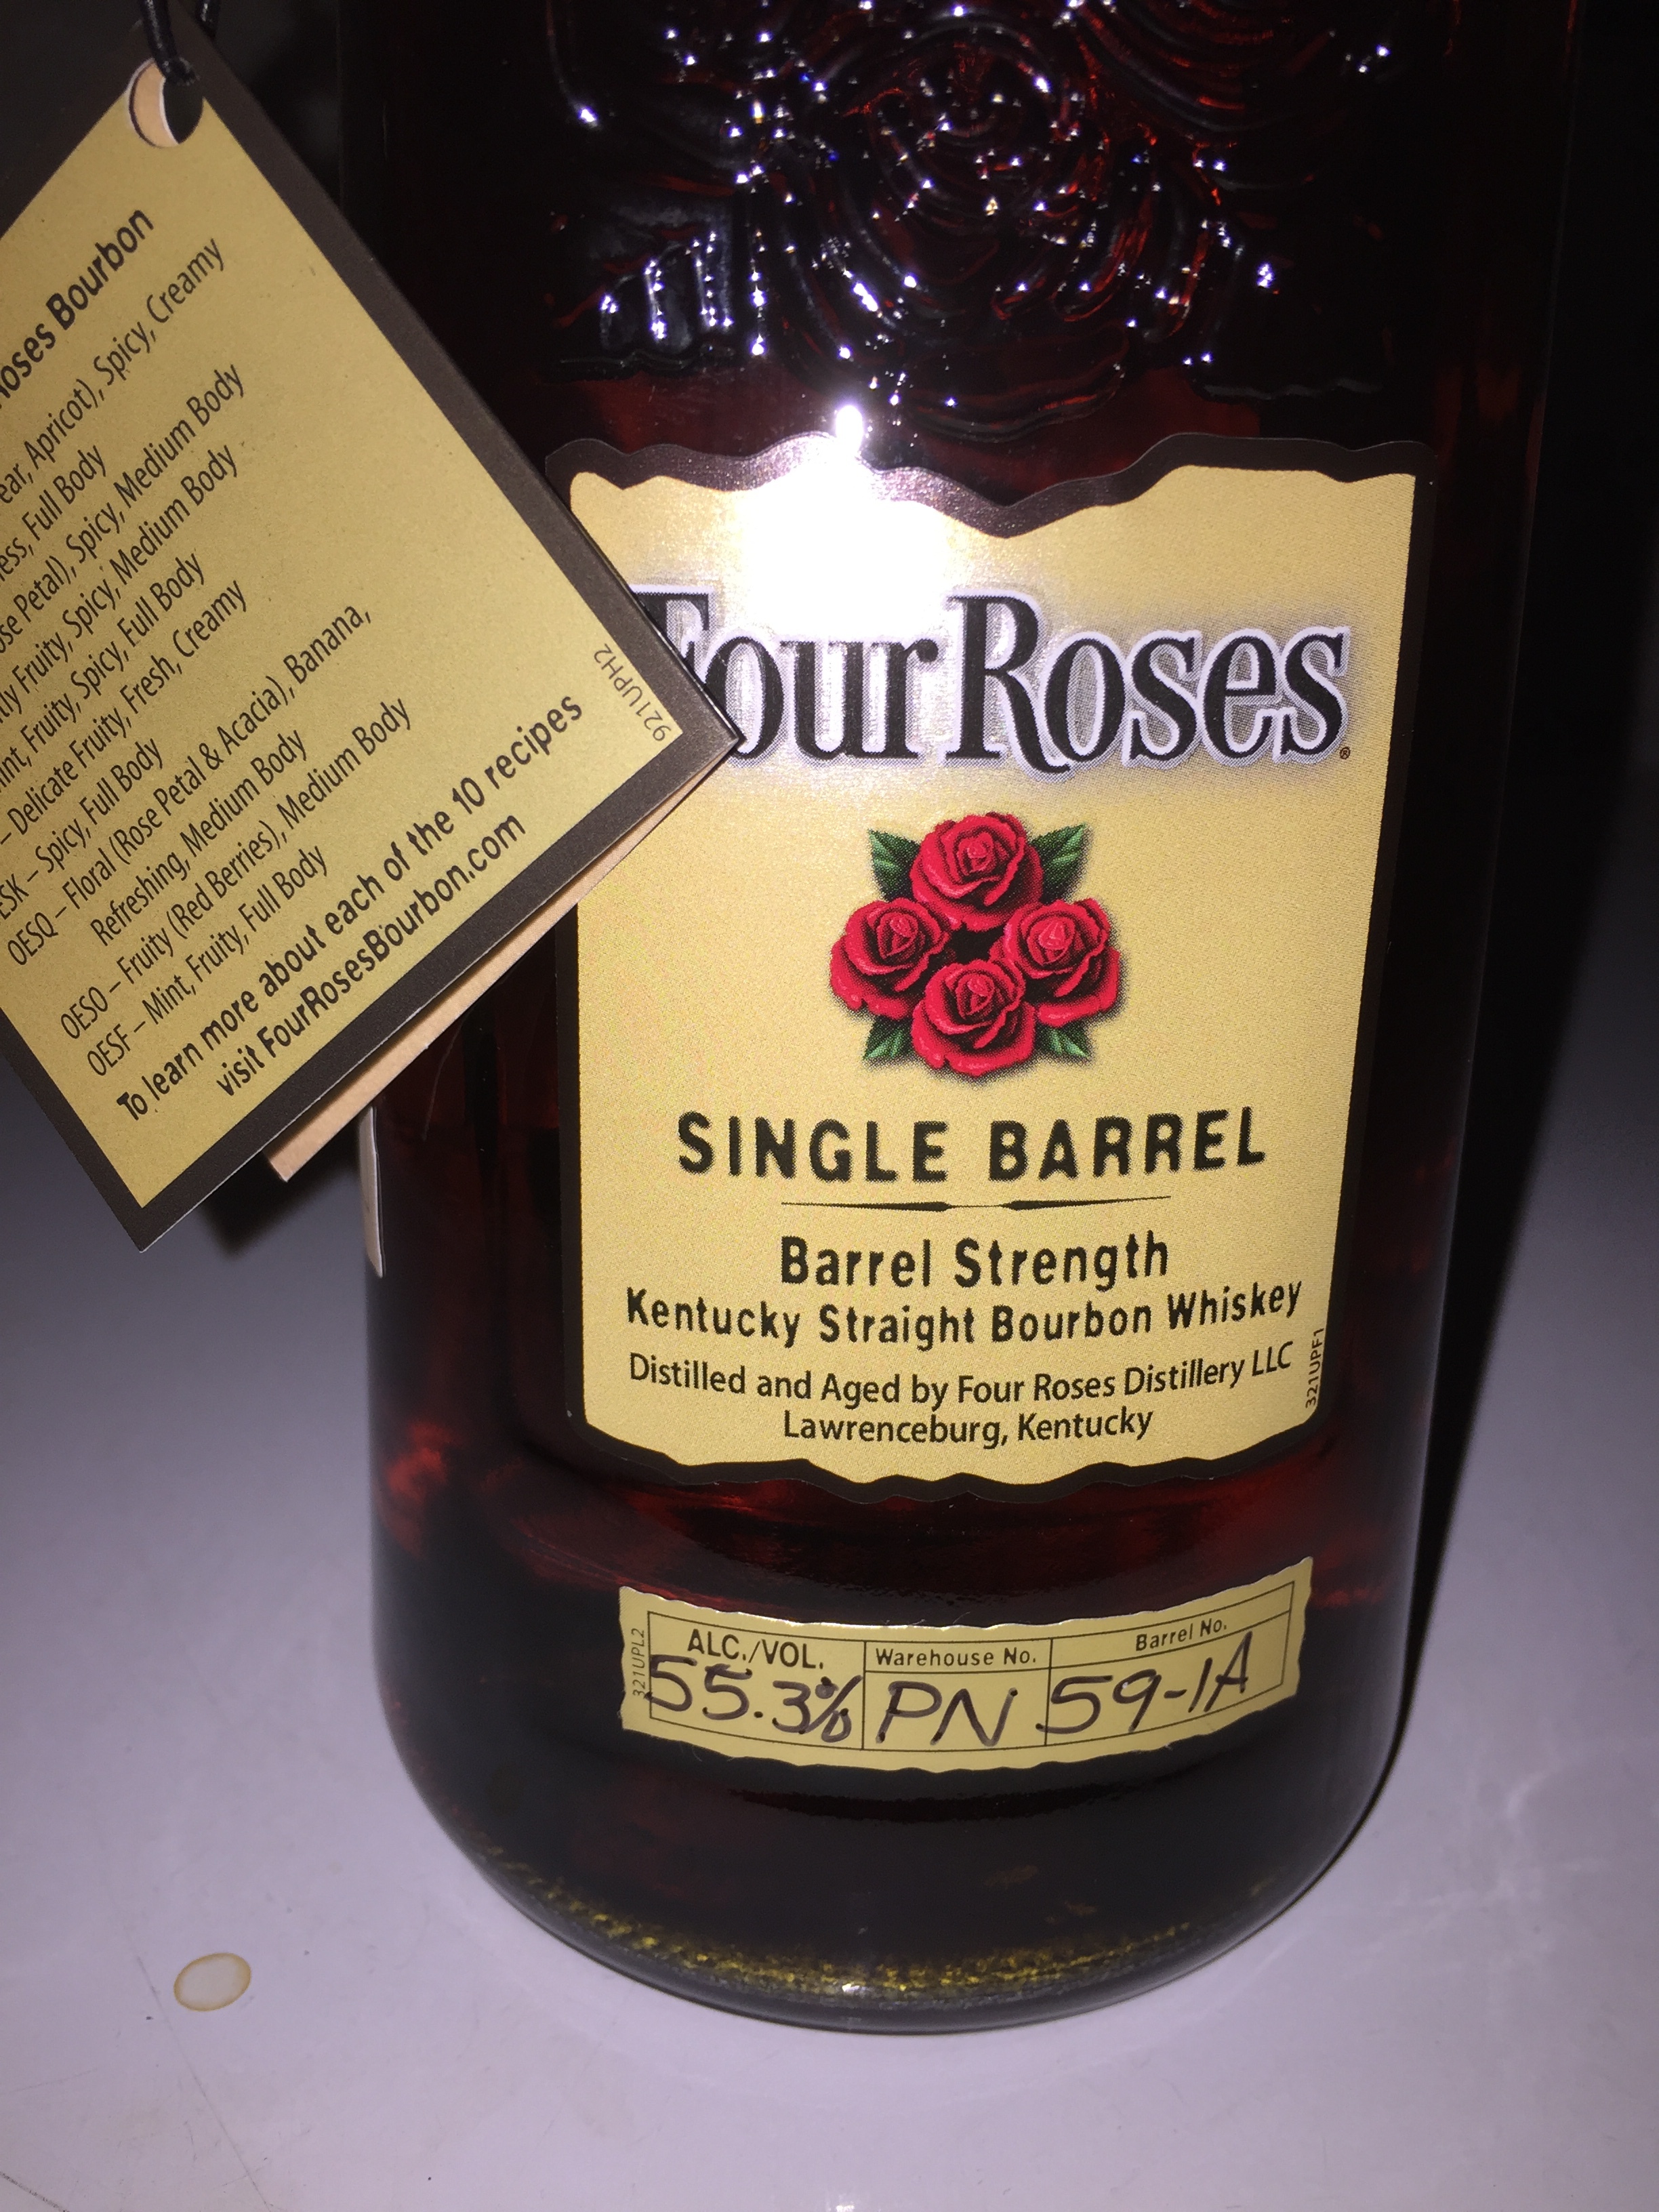 Roses Bourbon
ear, Apricot), Spicy, Creamy
ess, Full Body
se Petal), Spicy, Medium Body
tly Fruity, Spicy, Medium Body
int, Fruity, Spicy, Full Body
– Delicate Fruity, Fresh, Creamy
ESK – Spicy, Full Body
OESQ – Floral (Rose Petal & Acacia), Banana,
Refreshing, Medium Body
OESO – Fruity (Red Berries), Medium Body
OESF – Mint, Fruity, Full Body
To learn more about each of the 10 recipes
visit FourRosesBourbon.com
921UPH2
Four Roses®
SINGLE BARREL
Barrel Strength
Kentucky Straight Bourbon Whiskey
Distilled and Aged by Four Roses Distillery LLC
Lawrenceburg, Kentucky
321UPF1
321UPL2
ALC./VOL. Warehouse No. Barrel No.
55.3% PN 59-1A